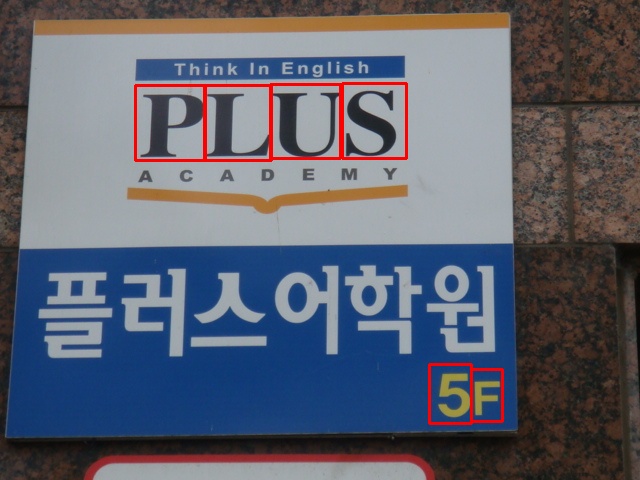 Think In English
PLUS
ACADEMY
플러스어학원
5F